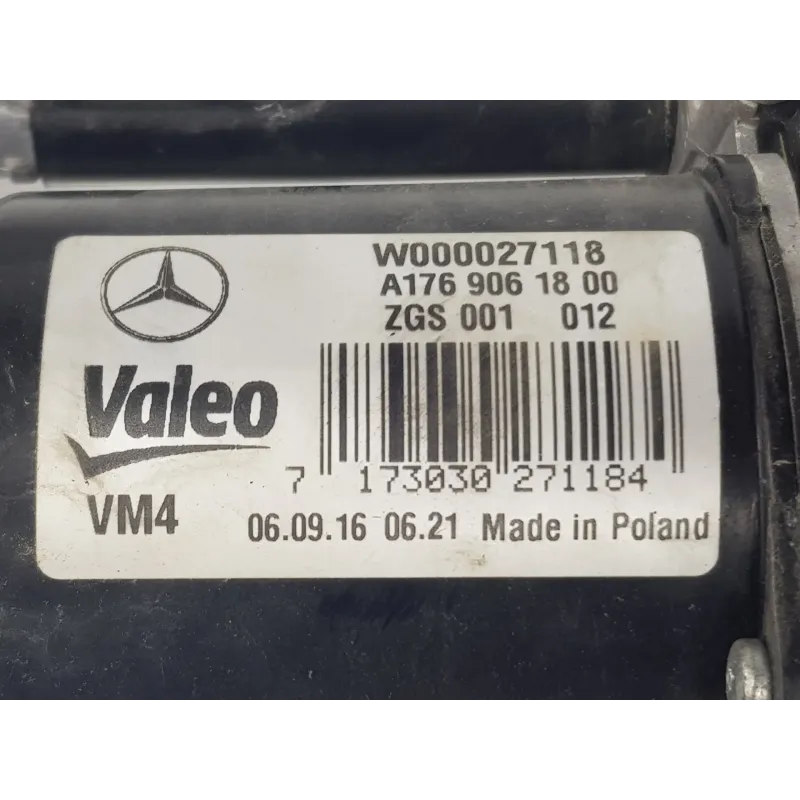 W000027118
A176 906 18 00
ZGS 001 012
Valeo
7 173030 271184
VM4
06.09.16 06.21 Made in Poland